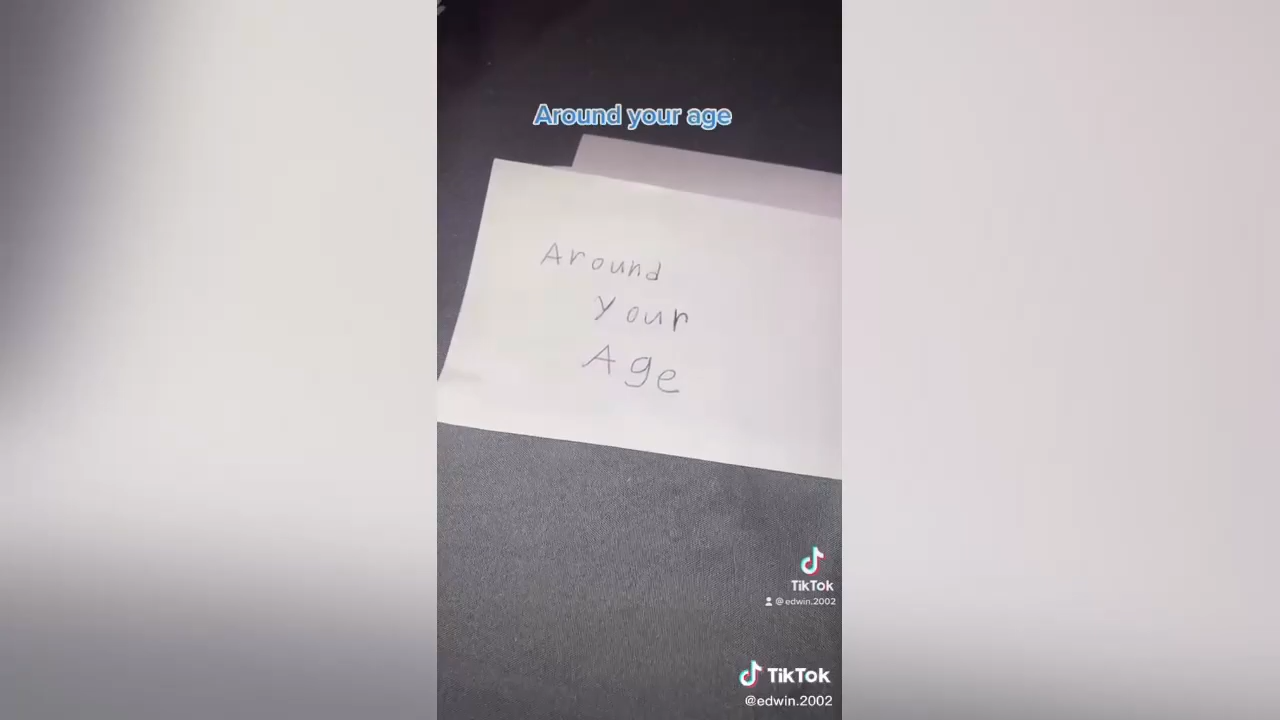 Around your age
Around
Your
Age
TikTok
@edwin.2002
TikTok
@edwin.2002